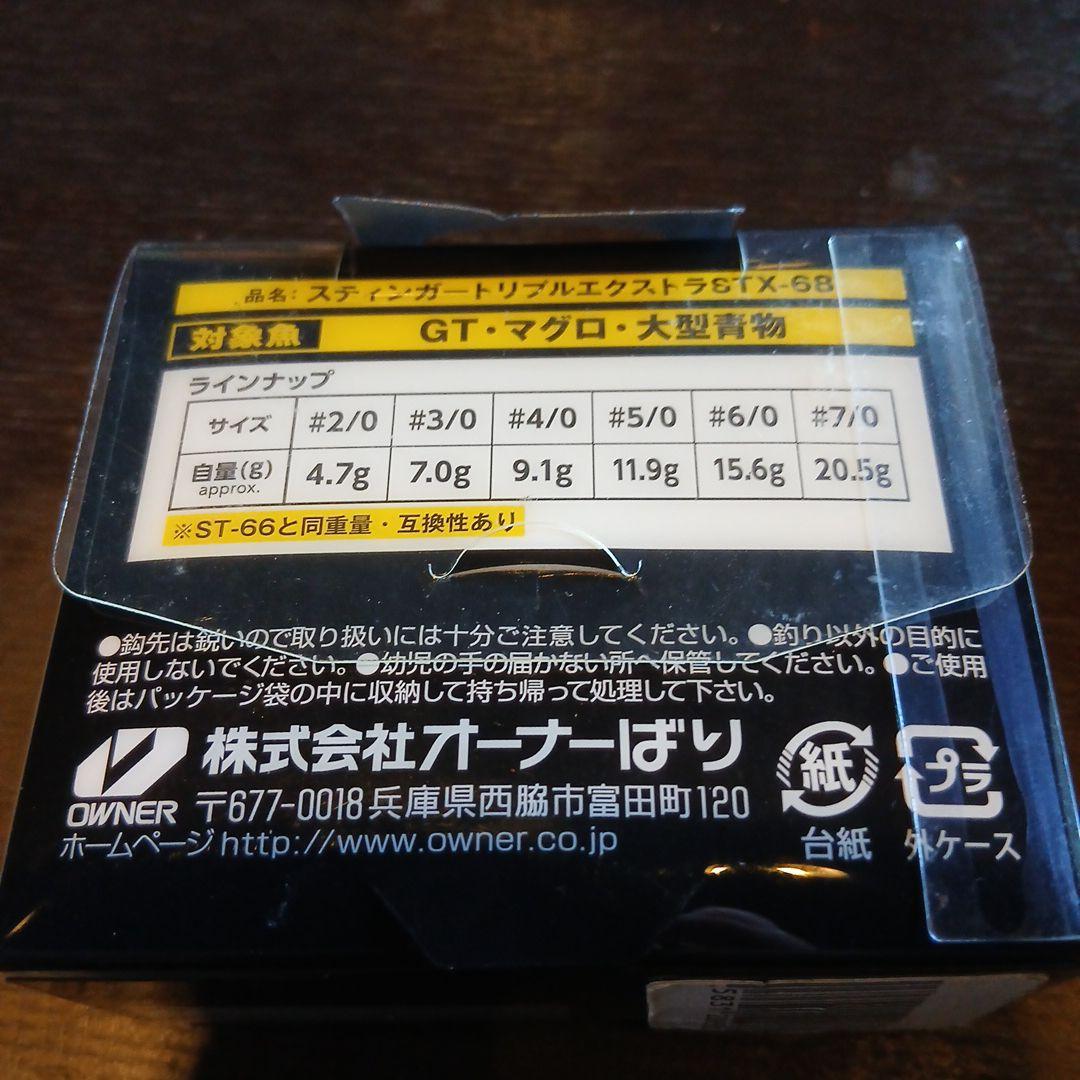 品名: スティンガートリプルエクストラSTX-68
対象魚 GT・マグロ・大型青物
ラインナップ
サイズ #2/0 #3/0 #4/0 #5/0 #6/0 #7/0
自量(g) approx. 4.7g 7.0g 9.1g 11.9g 15.6g 20.5g
※ST-66と同重量・互換性あり
●鈎先は鋭いので取り扱いには十分ご注意してください。●釣り以外の目的に
使用しないでください。●幼児の手の届かない所へ保管してください。●ご使用
後はパッケージ袋の中に収納して持ち帰って処理して下さい。
OWNER 株式会社オーナーばり
〒677-0018 兵庫県西脇市富田町120
ホームページ http://www.owner.co.jp
紙 プラ
台紙 外ケース